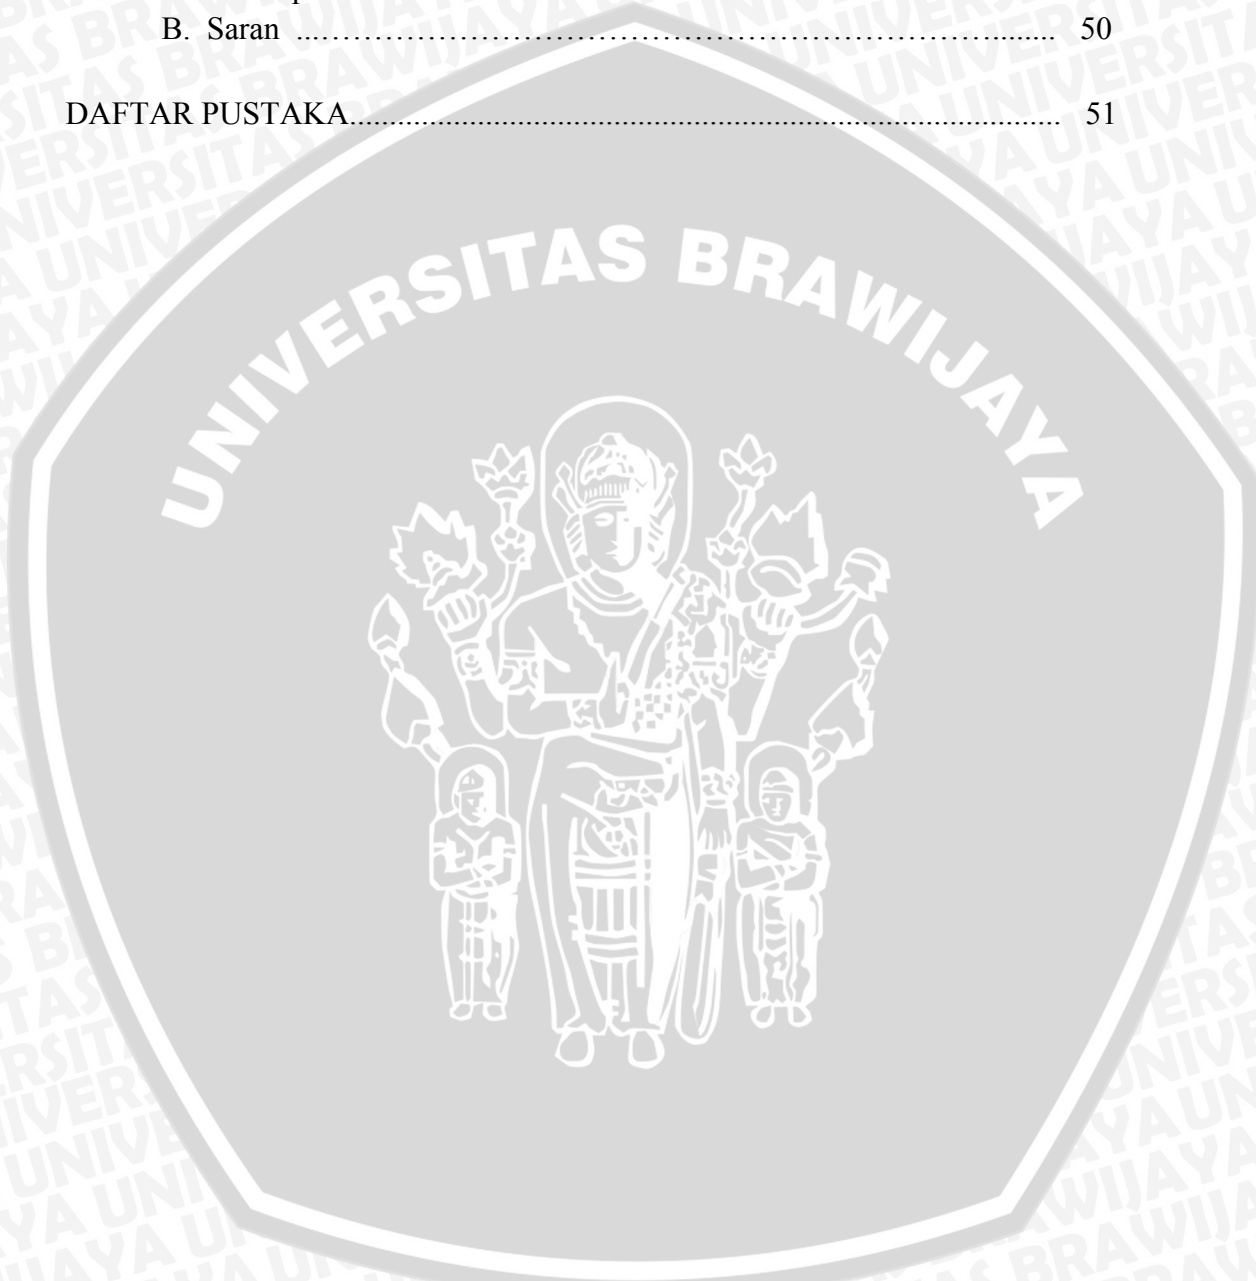 B. Saran ...……………………………………………………………........ 50
DAFTAR PUSTAKA.......................................................................................... 51
UNIVERSITAS BRAWIJAYA